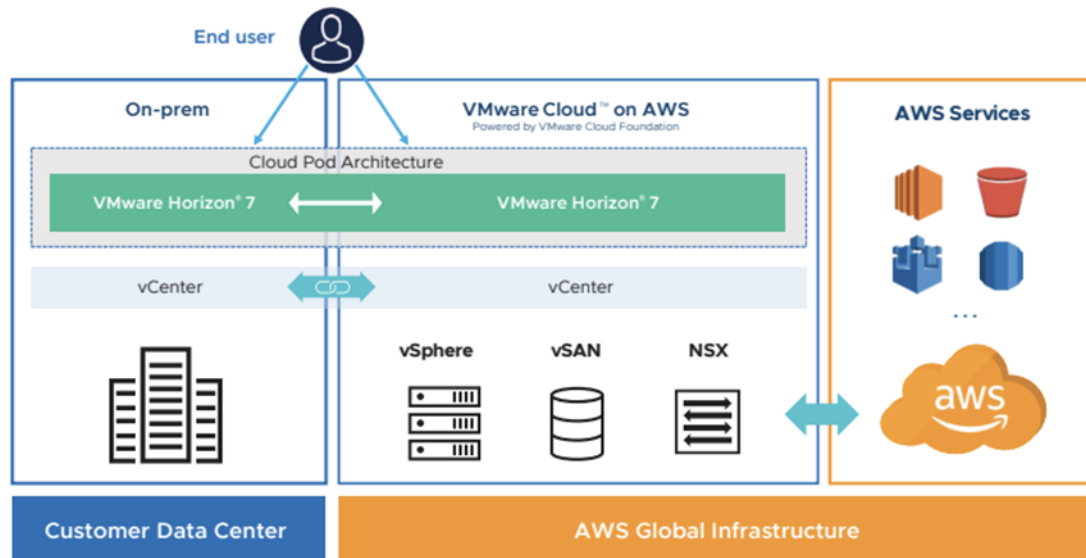 End user
On-prem
VMware Cloud™ on AWS
Powered by VMware Cloud Foundation
AWS Services
Cloud Pod Architecture
VMware Horizon® 7
VMware Horizon® 7
vCenter
vCenter
vSphere
vSAN
NSX
...
aws
Customer Data Center
AWS Global Infrastructure